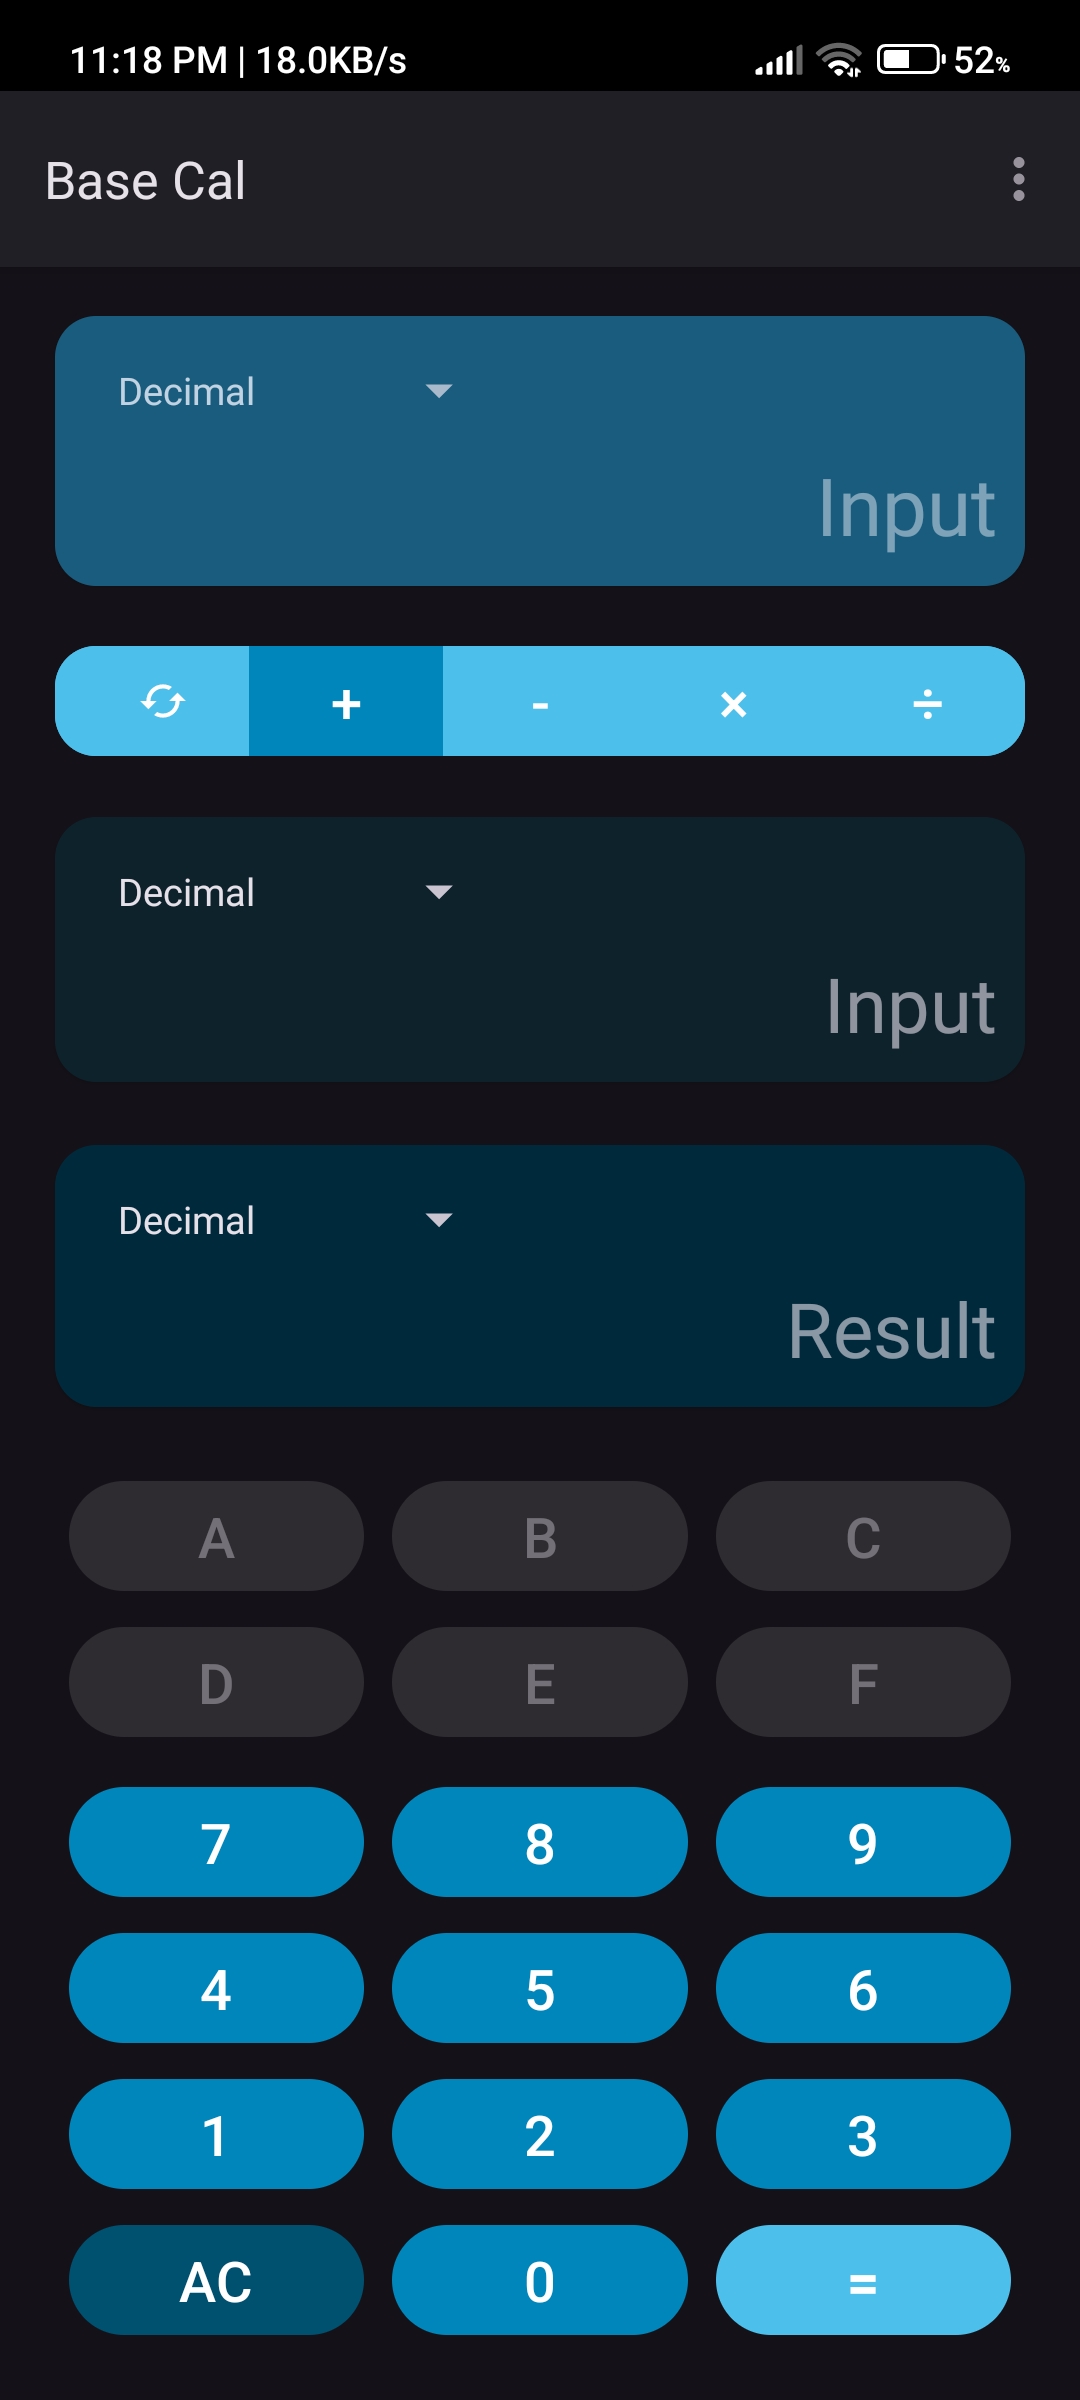 11:18 PM | 18.0KB/s 52%
Base Cal
Decimal
Input
+ - × ÷
Decimal
Input
Decimal
Result
A B C
D E F
7 8 9
4 5 6
1 2 3
AC 0 =